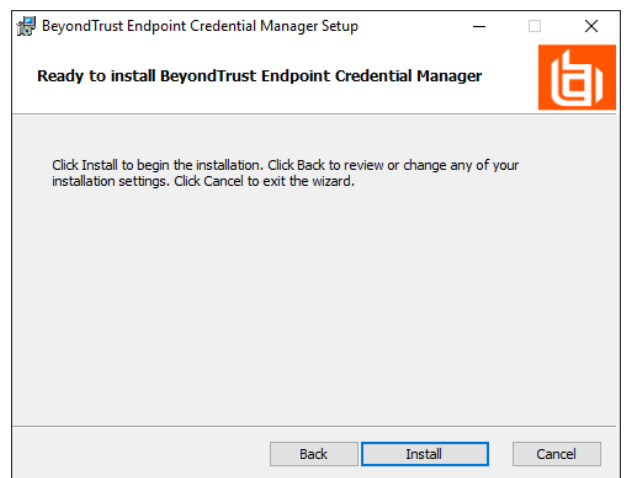 BeyondTrust Endpoint Credential Manager Setup
Ready to install BeyondTrust Endpoint Credential Manager
Click Install to begin the installation. Click Back to review or change any of your
installation settings. Click Cancel to exit the wizard.
Back Install Cancel